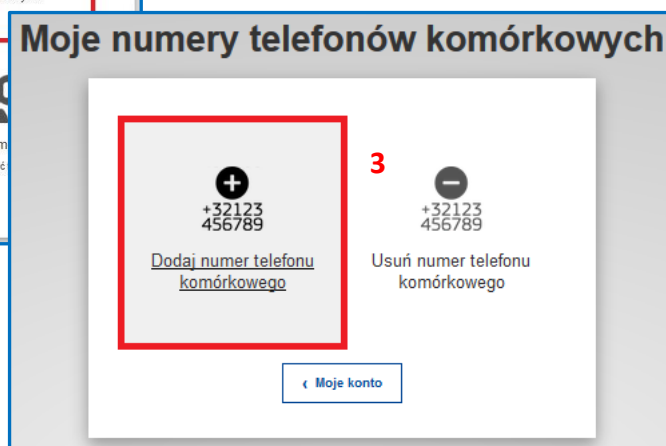 Moje numery telefonów komórkowych
3
+32123
456789
Dodaj numer telefonu
komórkowego
+32123
456789
Usuń numer telefonu
komórkowego
‹ Moje konto